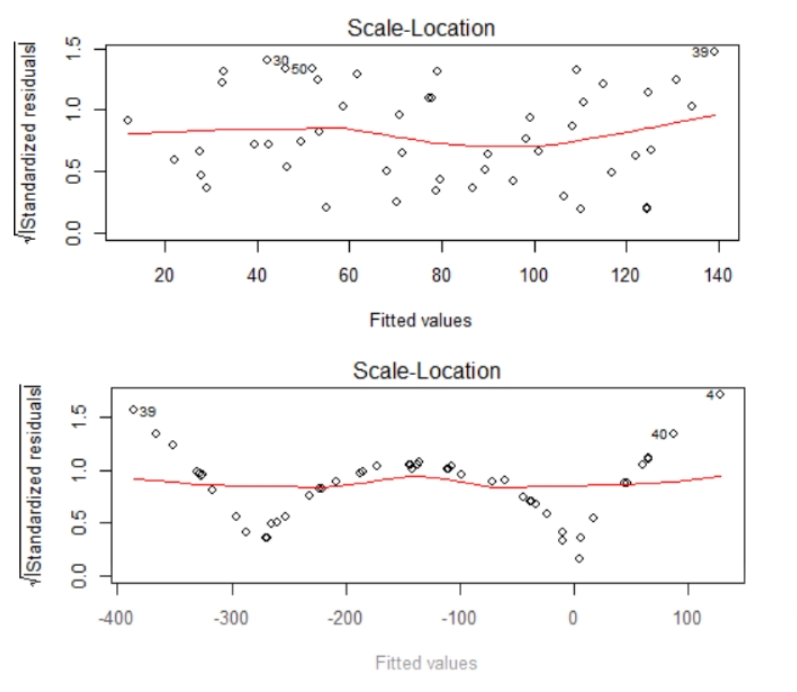 Scale-Location
√|Standardized residuals|
0.0 0.5 1.0 1.5
30
50
39
20 40 60 80 100 120 140
Fitted values
Scale-Location
√|Standardized residuals|
0.0 0.5 1.0 1.5
4
39
40
-400 -300 -200 -100 0 100
Fitted values